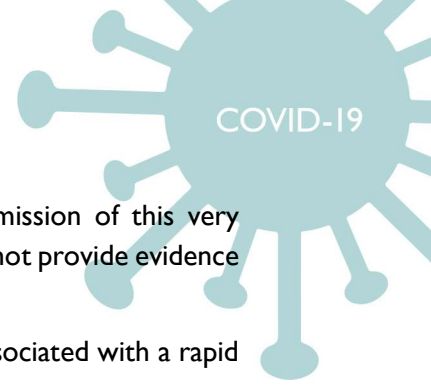 COVID-19
mission of this very
not provide evidence
sociated with a rapid